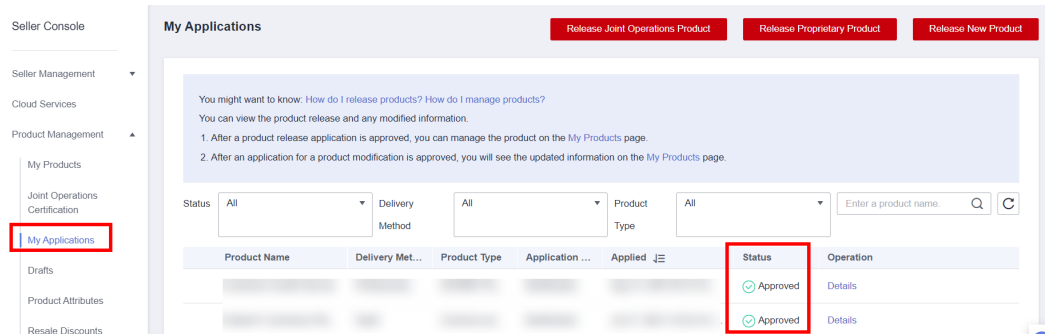 Seller Console
Seller Management
Cloud Services
Product Management
My Products
Joint Operations
Certification
My Applications
Drafts
Product Attributes
Resale Discounts
My Applications
Release Joint Operations Product
Release Proprietary Product
Release New Product
You might want to know: How do I release products? How do I manage products?
You can view the product release and any modified information.
1. After a product release application is approved, you can manage the product on the My Products page.
2. After an application for a product modification is approved, you will see the updated information on the My Products page.
Status All Delivery Method All Product Type All Enter a product name.
Product Name Delivery Met... Product Type Application ... Applied Status Operation
Approved Details
Approved Details